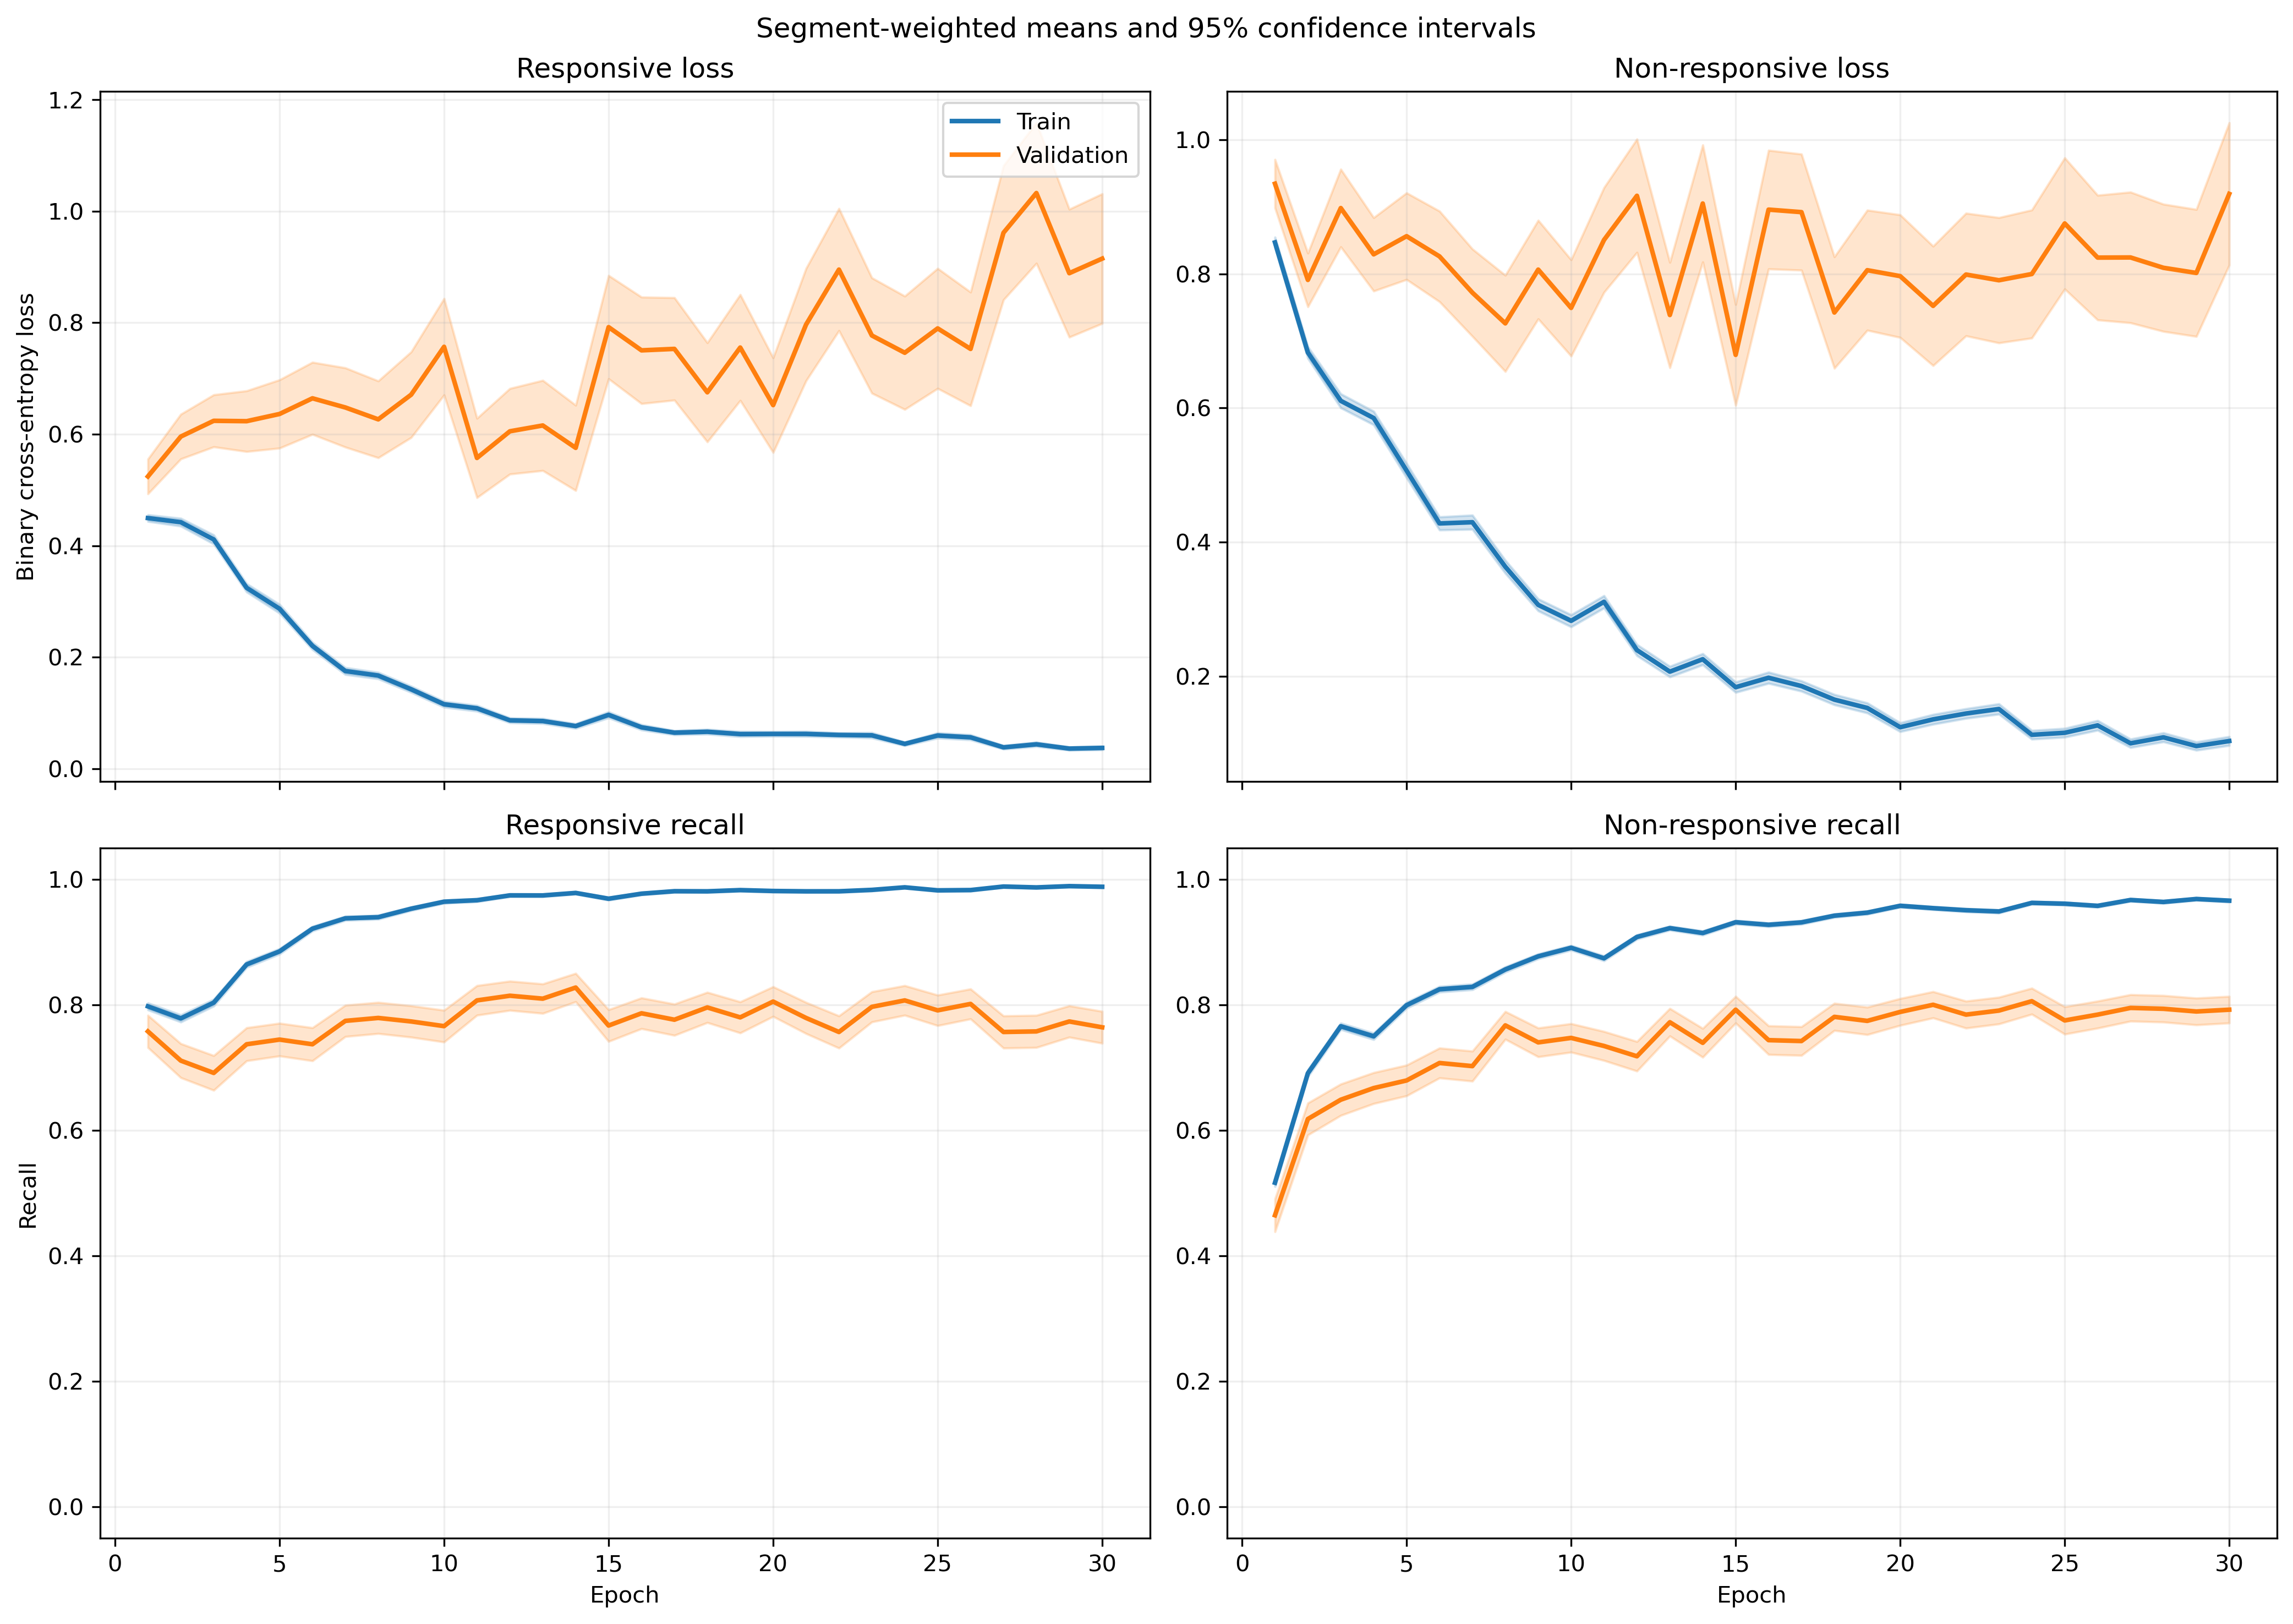 Segment-weighted means and 95% confidence intervals
Responsive loss
Non-responsive loss
1.2
1.0
0.8
0.6
0.4
0.2
0.0
Binary cross-entropy loss
Train
Validation
1.0
0.8
0.6
0.4
0.2
Responsive recall
Non-responsive recall
1.0
0.8
0.6
0.4
0.2
0.0
Recall
0 5 10 15 20 25 30
Epoch
1.0
0.8
0.6
0.4
0.2
0.0
0 5 10 15 20 25 30
Epoch